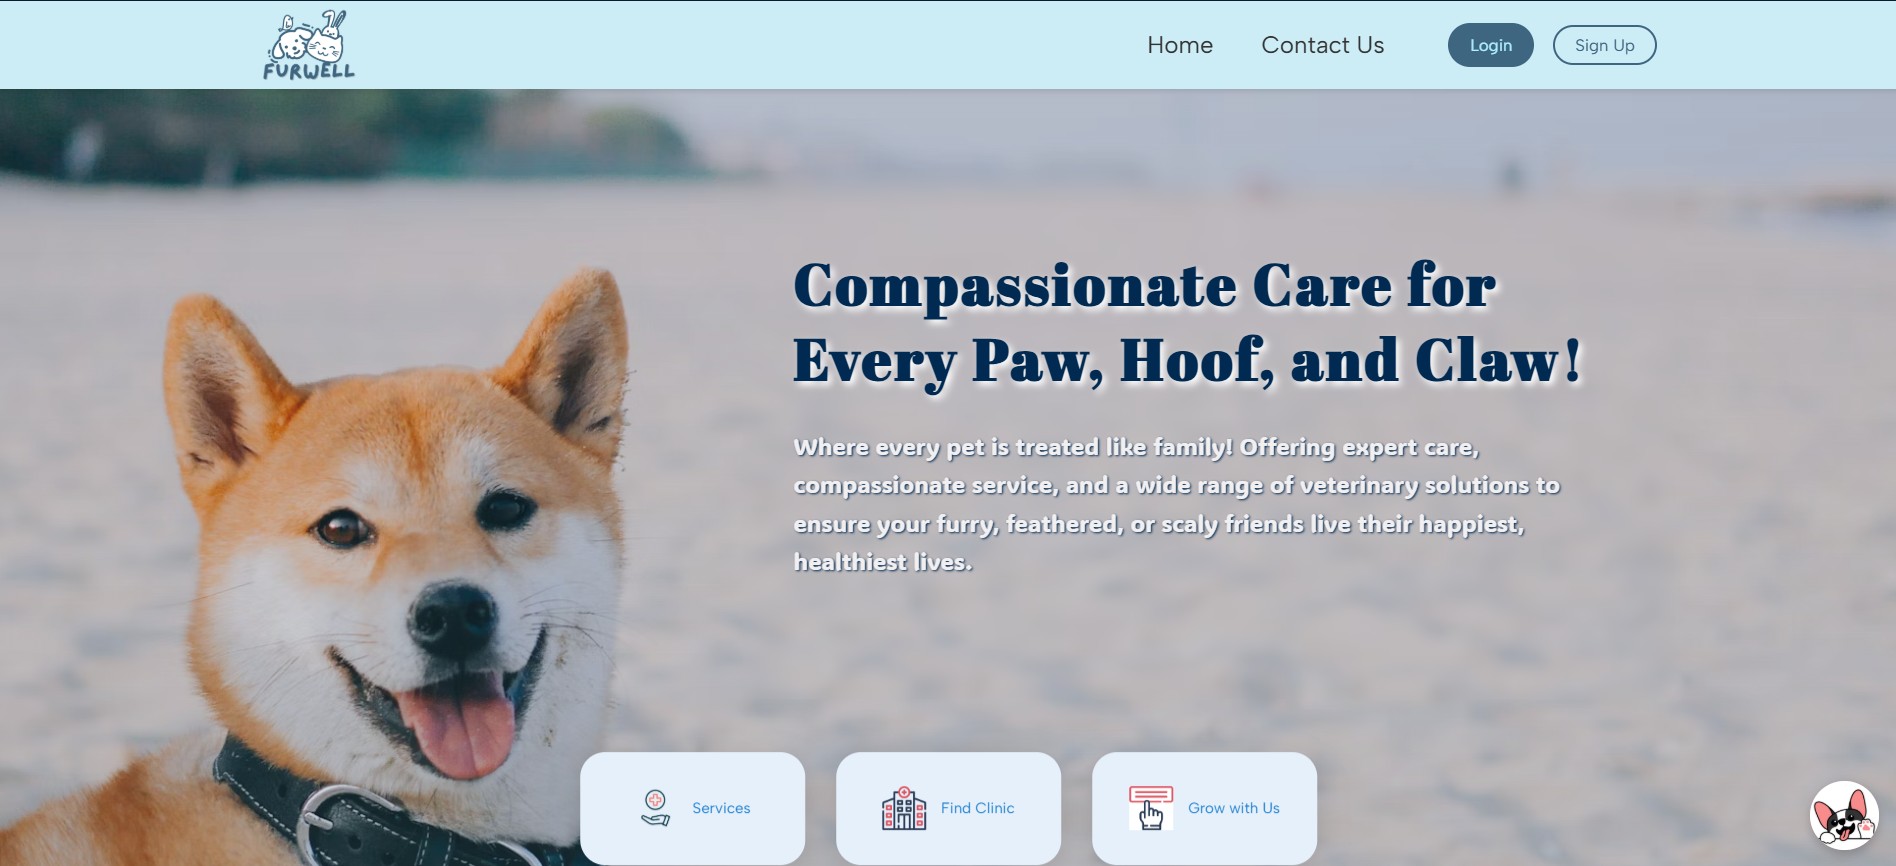 FURWELL
Home
Contact Us
Login
Sign Up
Compassionate Care for
Every Paw, Hoof, and Claw!
Where every pet is treated like family! Offering expert care,
compassionate service, and a wide range of veterinary solutions to
ensure your furry, feathered, or scaly friends live their happiest,
healthiest lives.
Services
Find Clinic
Grow with Us